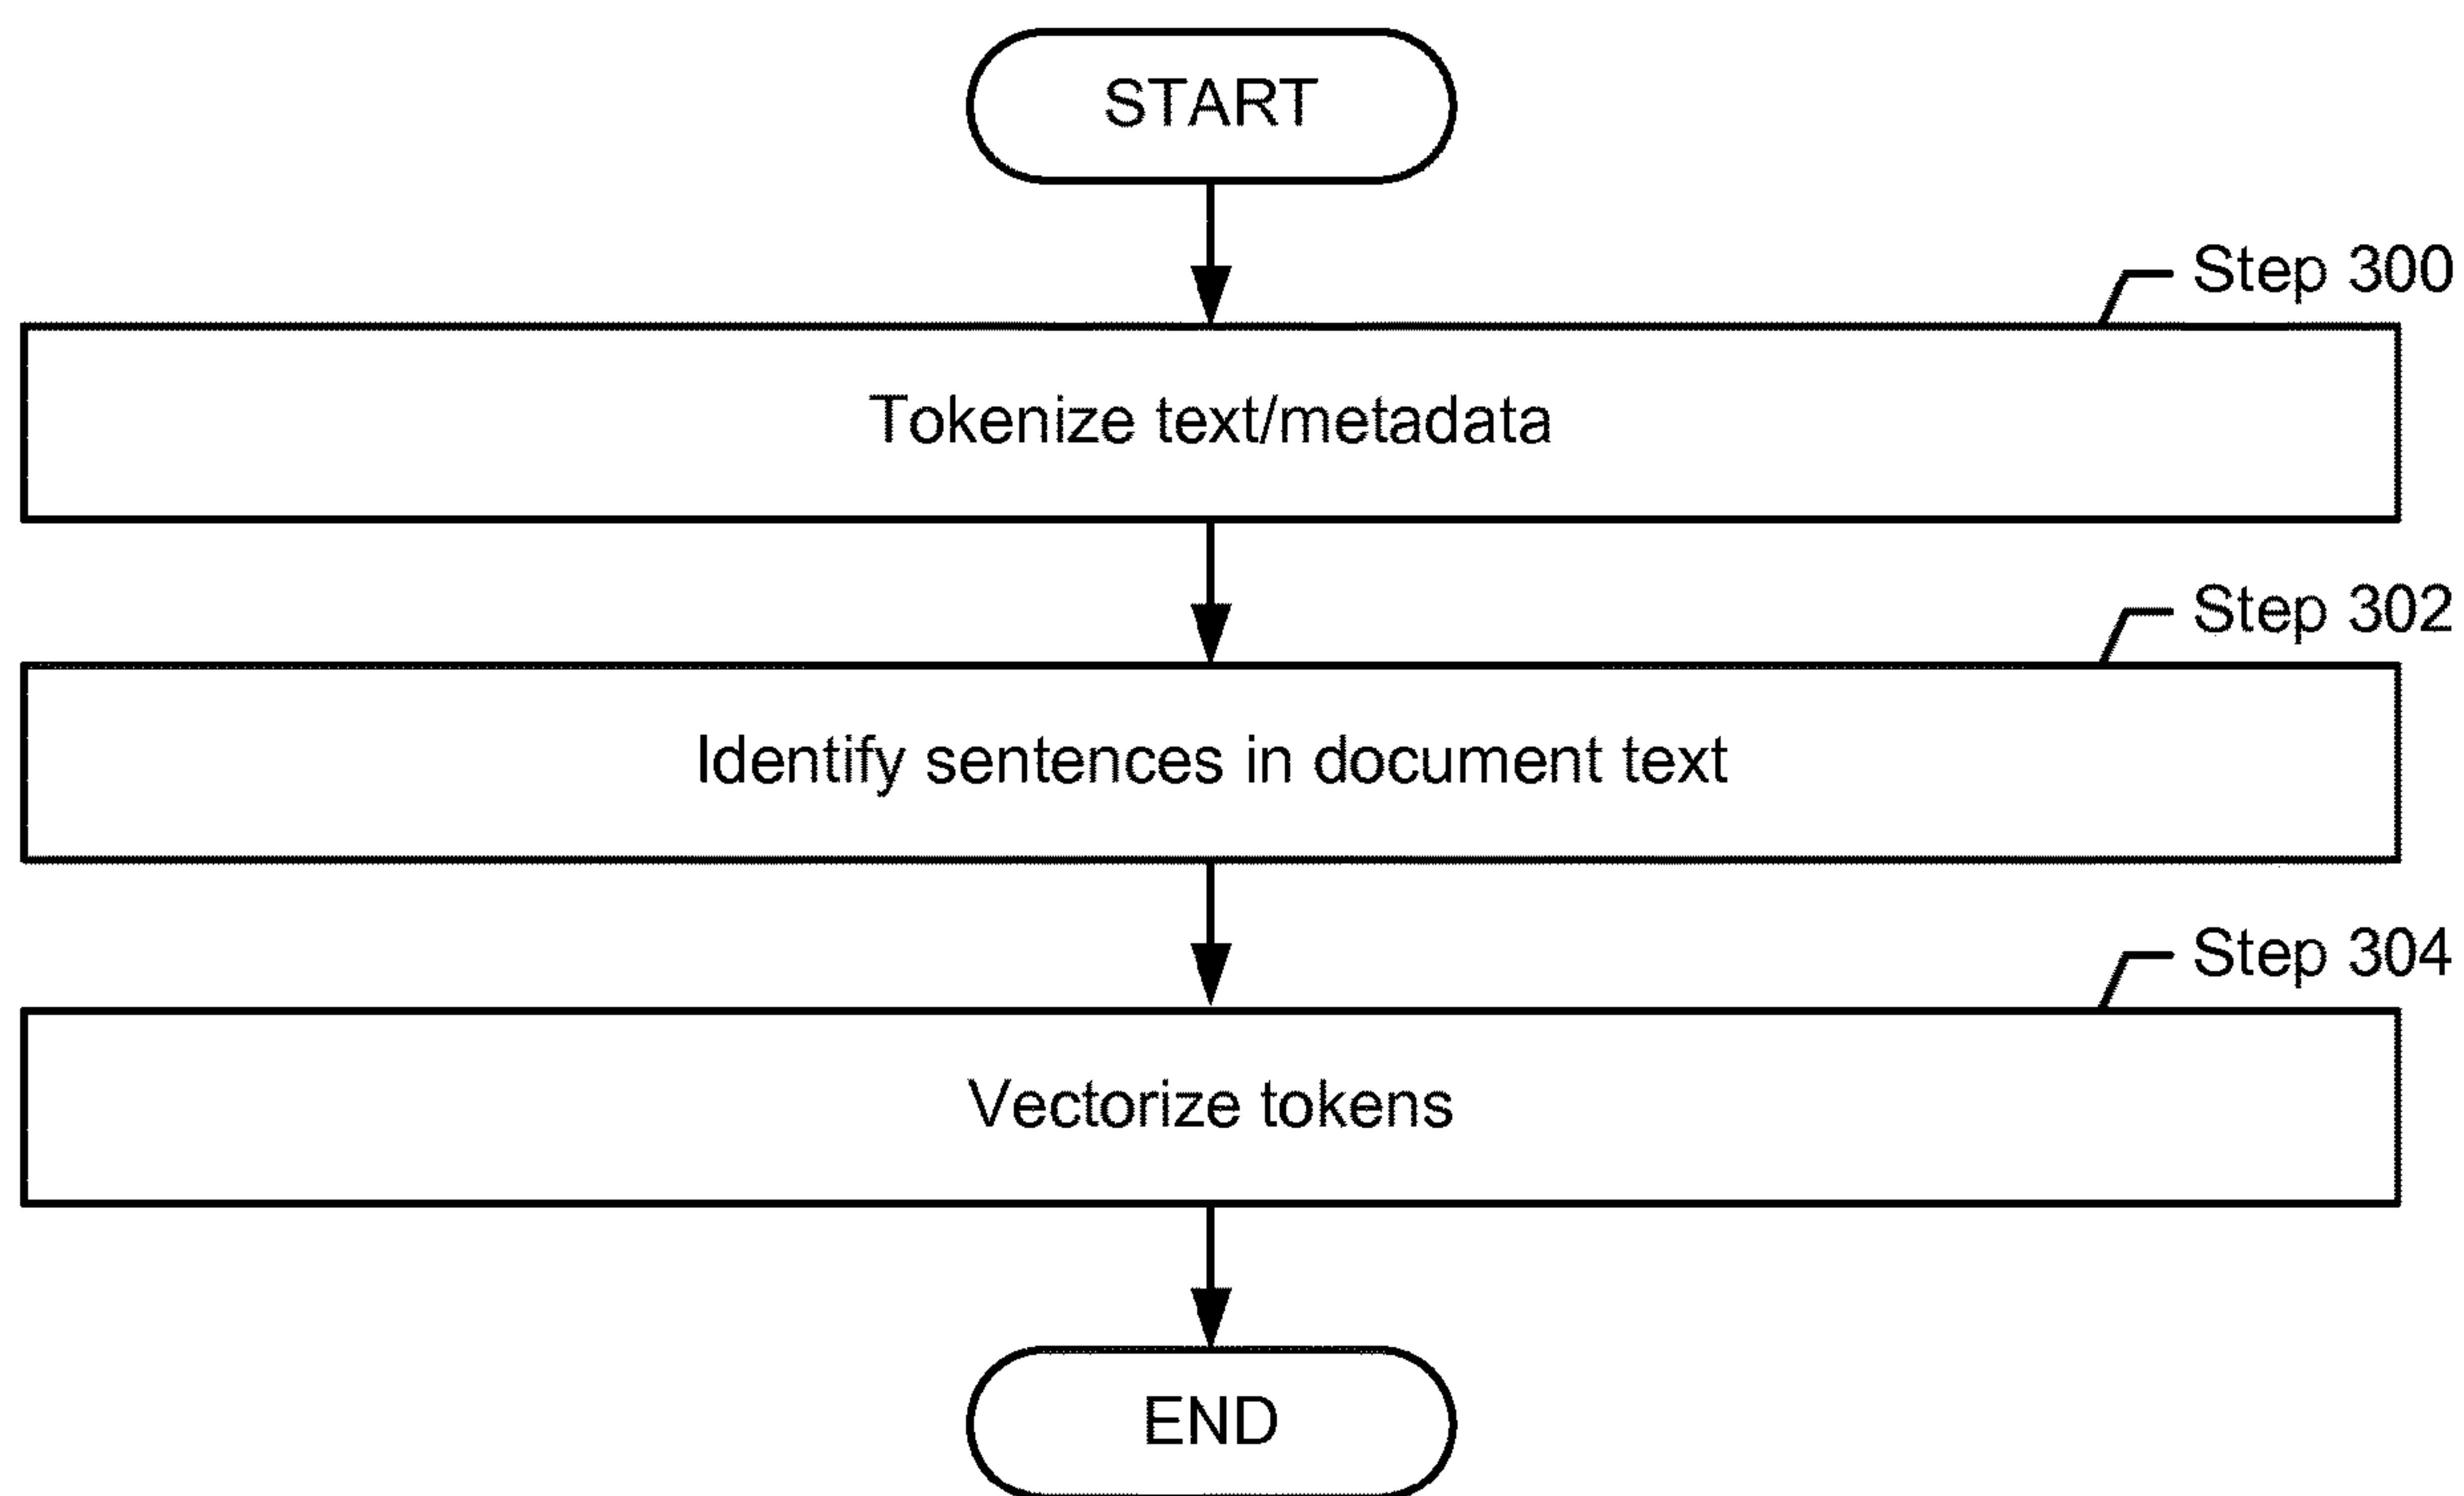 START
Step 300
Tokenize text/metadata
Step 302
Identify sentences in document text
Step 304
Vectorize tokens
END